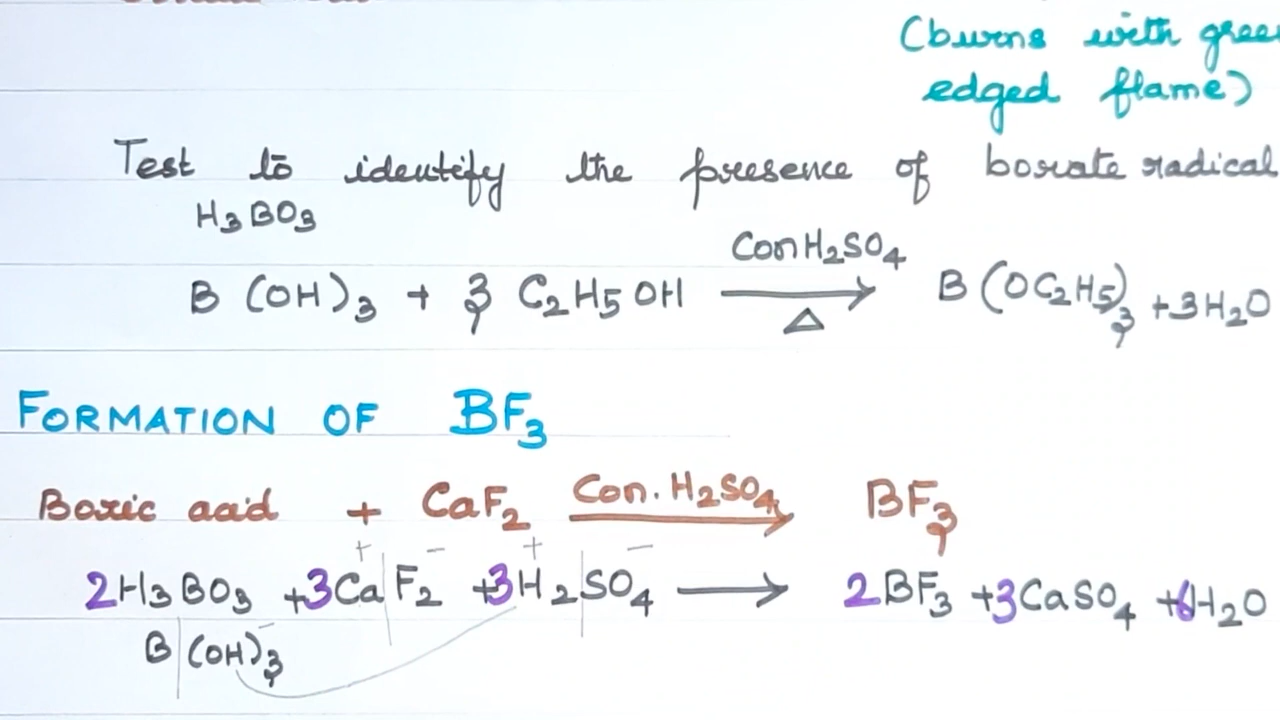 (burns with gree
edged flame)
Test to identify the presence of borate radical
H₃BO₃
B (OH)₃ + 3 C₂H₅OH Con H₂SO₄ → Δ B(OC₂H₅)₃ + 3H₂O
FORMATION OF BF₃
Boric acid + CaF₂ Con. H₂SO₄ → BF₃
+ − + −
2H₃BO₃ + 3CaF₂ + 3H₂SO₄ → 2BF₃ + 3CaSO₄ + 6H₂O
B (OH)₃⁻